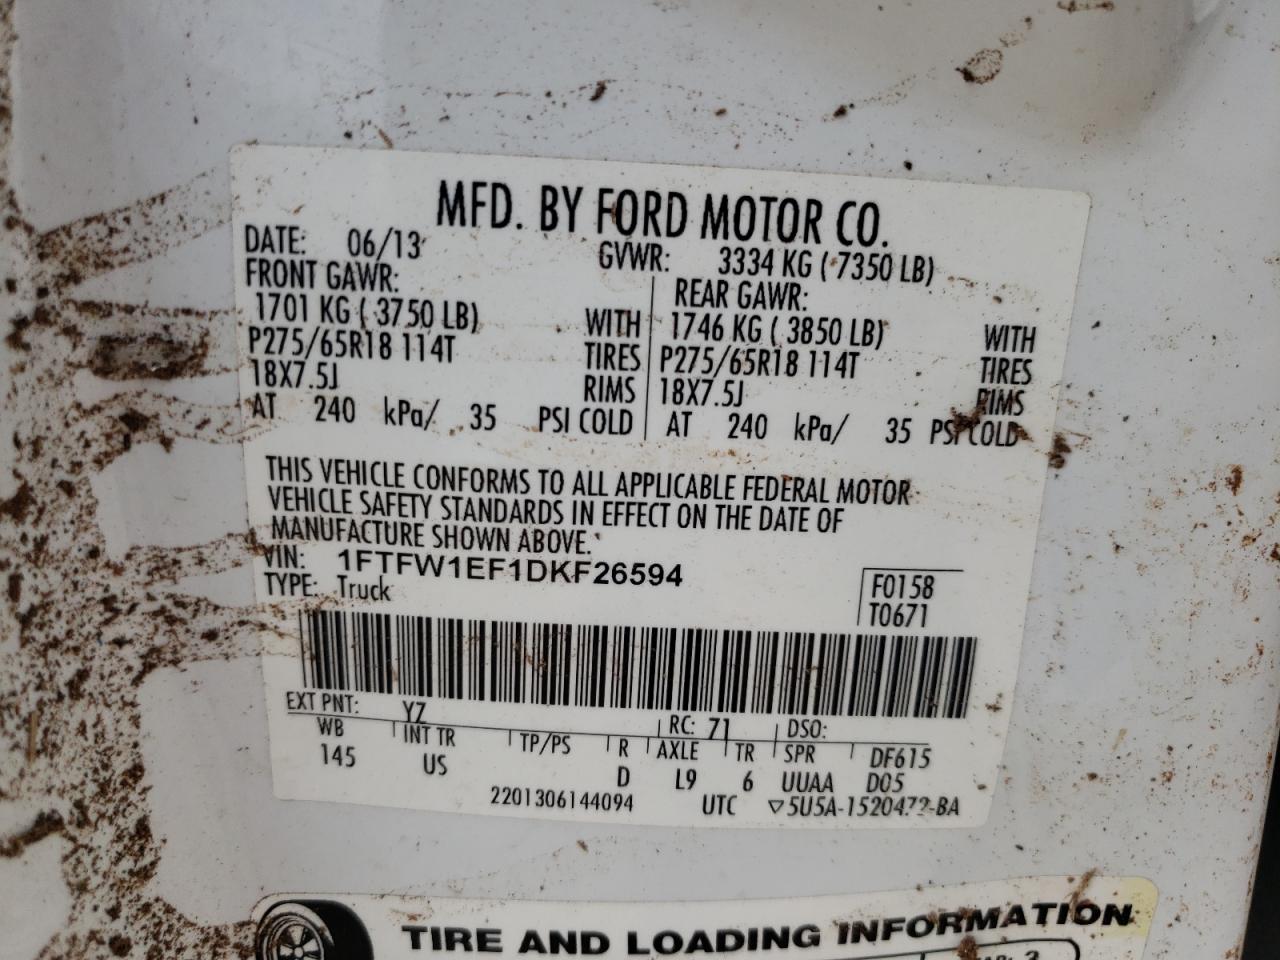 MFD. BY FORD MOTOR CO.
DATE: 06/13 GVWR: 3334 KG ( 7350 LB)
FRONT GAWR: REAR GAWR:
1701 KG ( 3750 LB) WITH 1746 KG ( 3850 LB) WITH
P275/65R18 114T TIRES P275/65R18 114T TIRES
18X7.5J RIMS 18X7.5J RIMS
AT 240 kPa/ 35 PSI COLD AT 240 kPa/ 35 PSI COLD
THIS VEHICLE CONFORMS TO ALL APPLICABLE FEDERAL MOTOR
VEHICLE SAFETY STANDARDS IN EFFECT ON THE DATE OF
MANUFACTURE SHOWN ABOVE.
VIN: 1FTFW1EF1DKF26594
TYPE: Truck
F0158
T0671
EXT PNT: YZ RC: 71 DSO:
WB INT TR TP/PS R AXLE TR SPR DF615
145 US D L9 6 UUAA D05
2201306144094 UTC ▽5U5A-1520472-BA
TIRE AND LOADING INFORMATION